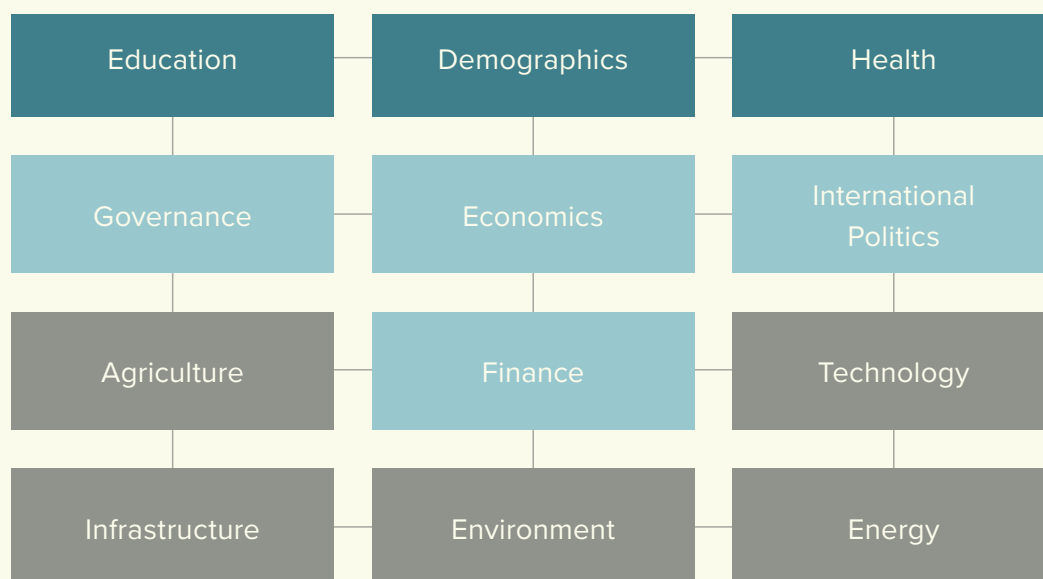 Education
Demographics
Health
Governance
Economics
International
Politics
Agriculture
Finance
Technology
Infrastructure
Environment
Energy